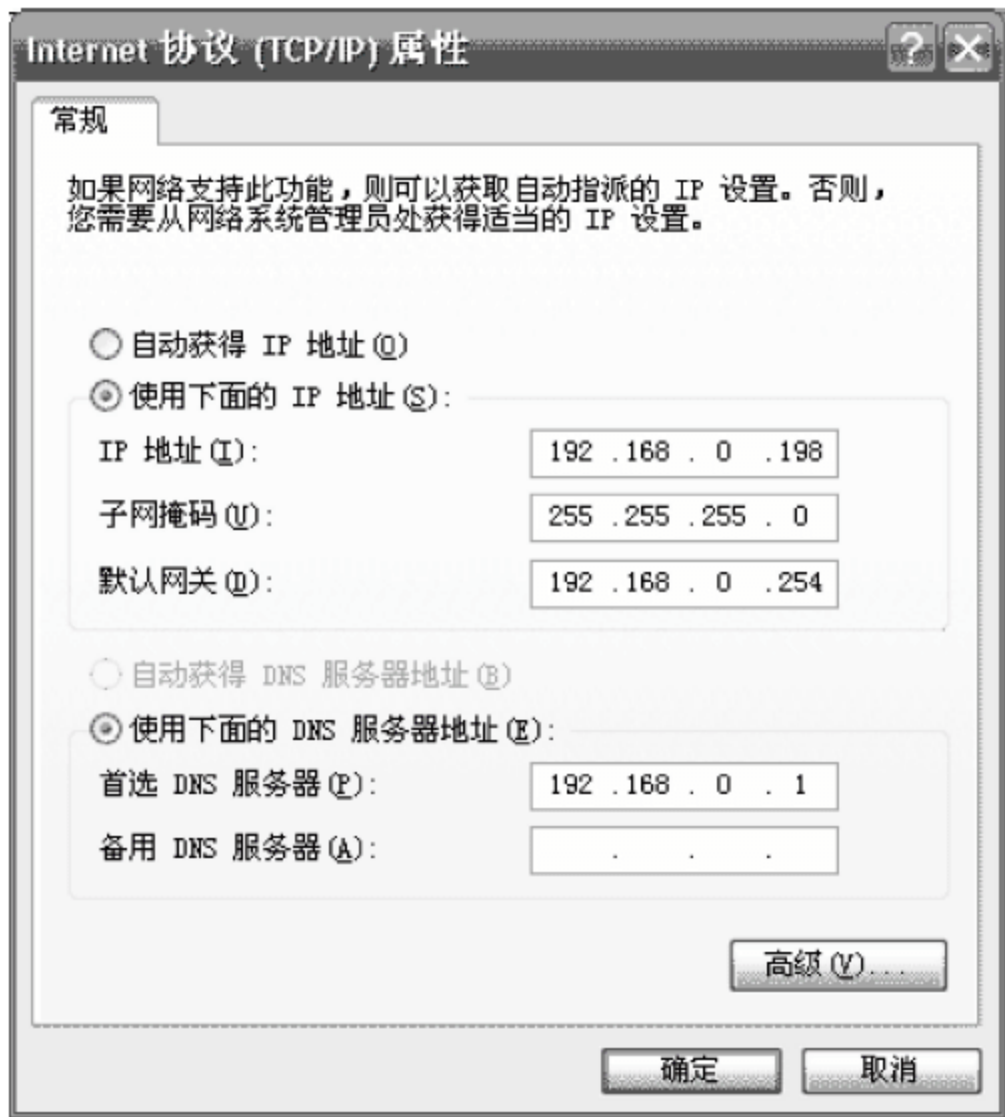 Internet 协议 (TCP/IP) 属性
常规
如果网络支持此功能，则可以获取自动指派的 IP 设置。否则，
您需要从网络系统管理员处获得适当的 IP 设置。
自动获得 IP 地址(O)
使用下面的 IP 地址(S):
IP 地址(I): 192 .168 . 0 .198
子网掩码(U): 255 .255 .255 . 0
默认网关(D): 192 .168 . 0 .254
自动获得 DNS 服务器地址(B)
使用下面的 DNS 服务器地址(E):
首选 DNS 服务器(P): 192 .168 . 0 . 1
备用 DNS 服务器(A): . . .
高级(V)...
确定 取消